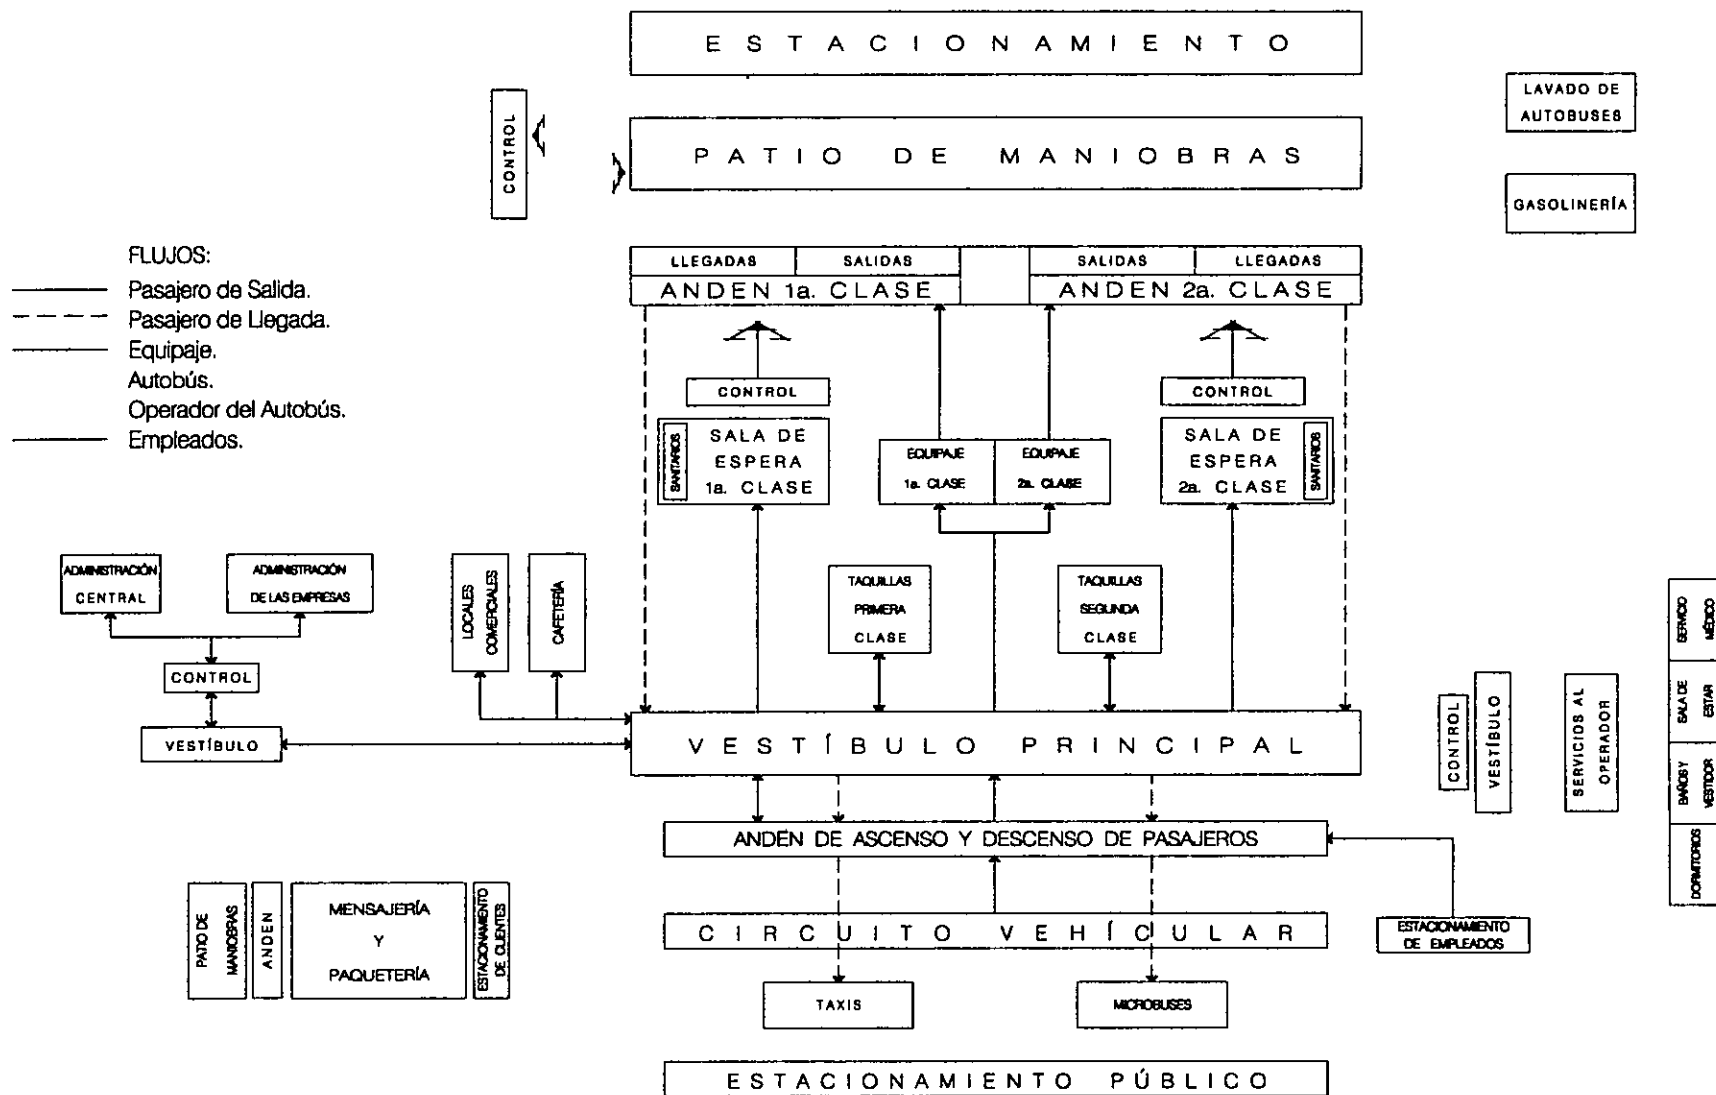 ESTACIONAMIENTO
LAVADO DE
AUTOBUSES
CONTROL
PATIO DE MANIOBRAS
GASOLINERÍA
FLUJOS:
Pasajero de Salida.
Pasajero de Llegada.
Equipaje.
Autobús.
Operador del Autobús.
Empleados.
LLEGADAS
SALIDAS
SALIDAS
LLEGADAS
ANDEN 1a. CLASE
ANDEN 2a. CLASE
CONTROL
CONTROL
SANITARIOS
SALA DE
ESPERA
1a. CLASE
EQUIPAJE
1a. CLASE
EQUIPAJE
2a. CLASE
SALA DE
ESPERA
2a. CLASE
SANITARIOS
ADMINISTRACIÓN
CENTRAL
ADMINISTRACIÓN
DE LAS EMPRESAS
LOCALES
COMERCIALES
CAFETERÍA
TAQUILLAS
PRIMERA
CLASE
TAQUILLAS
SEGUNDA
CLASE
CONTROL
VESTÍBULO
VESTÍBULO PRINCIPAL
CONTROL
VESTÍBULO
SERVICIOS AL
OPERADOR
SERVICIO
MÉDICO
SALA DE
ESTAR
BAÑOS Y
VESTIDOR
DORMITORIOS
ANDEN DE ASCENSO Y DESCENSO DE PASAJEROS
PATIO DE
MANIOBRAS
ANDEN
MENSAJERÍA
Y
PAQUETERÍA
ESTACIONAMIENTO
DE CLIENTES
CIRCUITO VEHÍCULAR
ESTACIONAMIENTO
DE EMPLEADOS
TAXIS
MICROBUSES
ESTACIONAMIENTO PÚBLICO